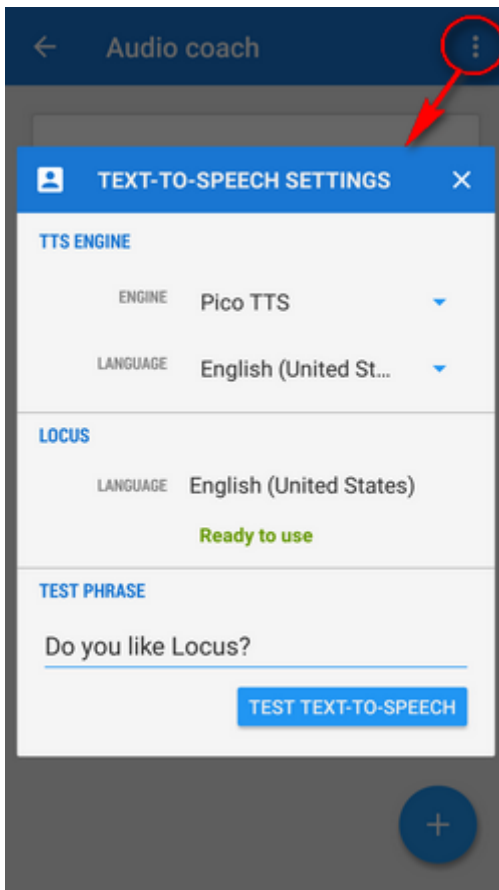 Audio coach
TEXT-TO-SPEECH SETTINGS
TTS ENGINE
ENGINE Pico TTS
LANGUAGE English (United St...
LOCUS
LANGUAGE English (United States)
Ready to use
TEST PHRASE
Do you like Locus?
TEST TEXT-TO-SPEECH